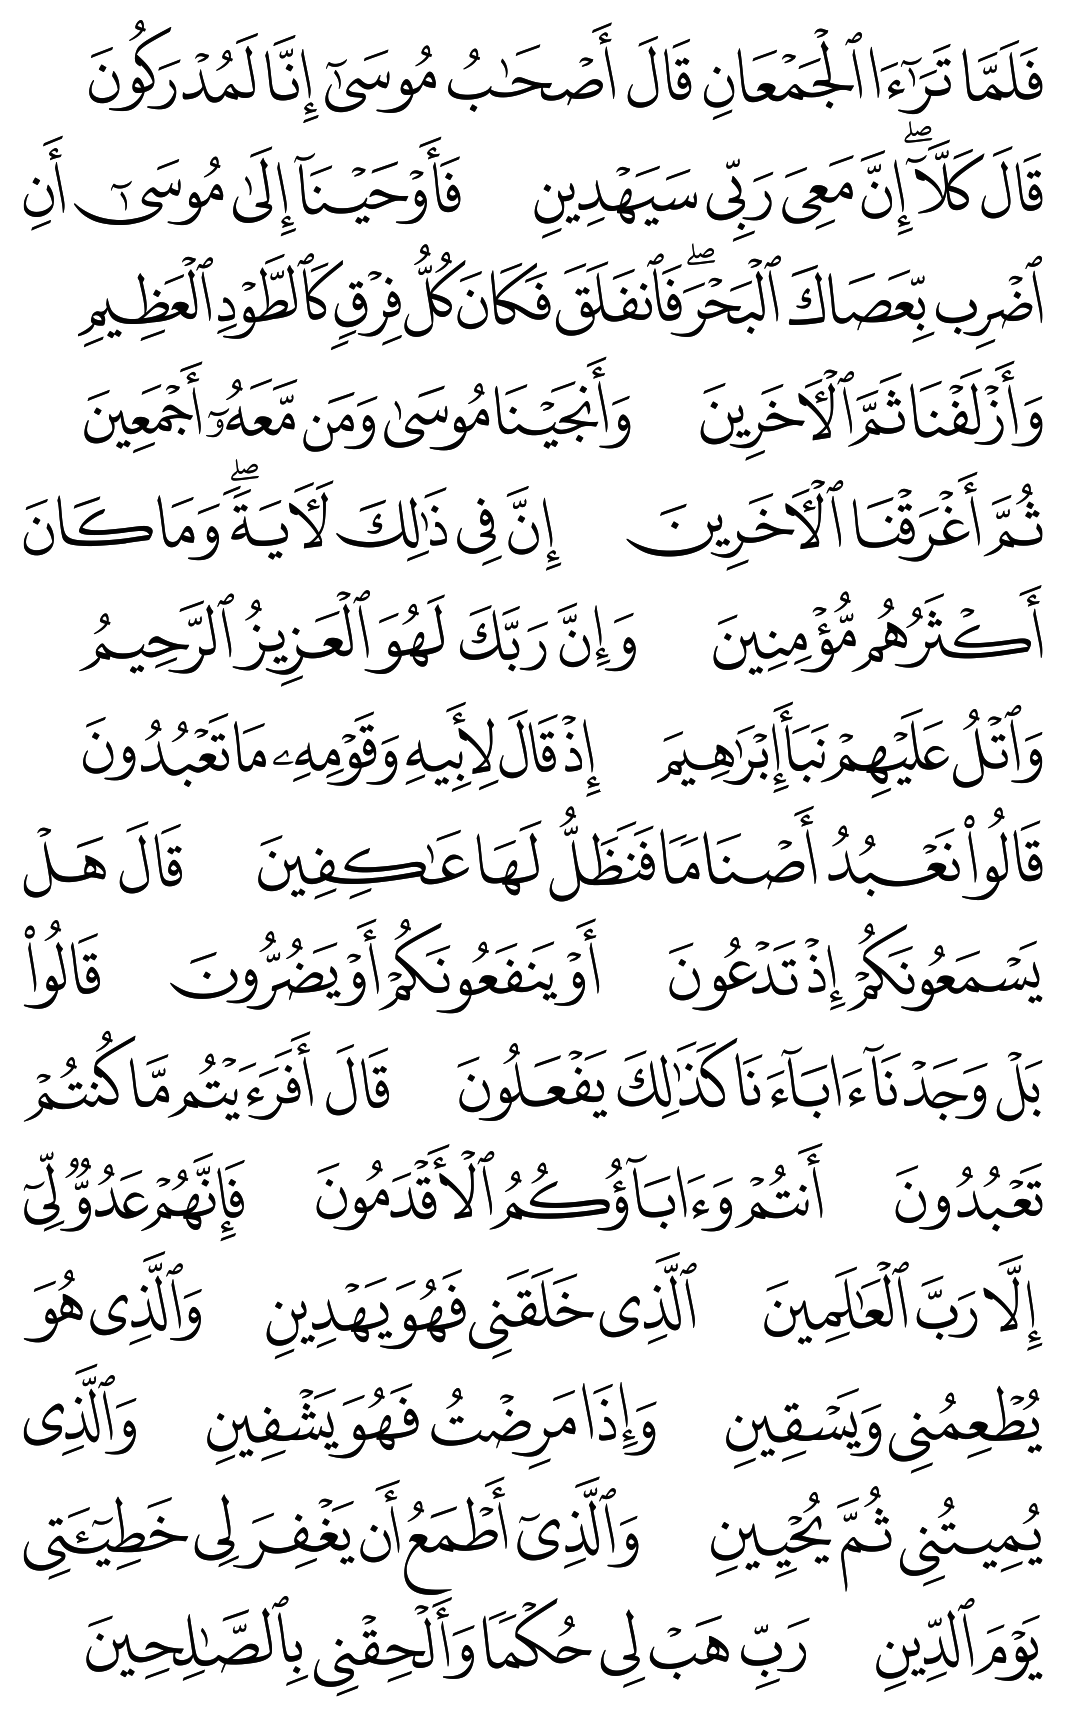 فَلَمَّا تَرَٰٓءَا ٱلْجَمْعَانِ قَالَ أَصْحَٰبُ مُوسَىٰٓ إِنَّا لَمُدْرَكُونَ
قَالَ كَلَّآ ۖ إِنَّ مَعِىَ رَبِّى سَيَهْدِينِ فَأَوْحَيْنَآ إِلَىٰ مُوسَىٰٓ أَنِ
ٱضْرِب بِّعَصَاكَ ٱلْبَحْرَ ۖ فَٱنفَلَقَ فَكَانَ كُلُّ فِرْقٍ كَٱلطَّوْدِ ٱلْعَظِيمِ
وَأَزْلَفْنَا ثَمَّ ٱلْـَٔاخَرِينَ وَأَنجَيْنَا مُوسَىٰ وَمَن مَّعَهُۥٓ أَجْمَعِينَ
ثُمَّ أَغْرَقْنَا ٱلْـَٔاخَرِينَ إِنَّ فِى ذَٰلِكَ لَـَٔايَةً ۖ وَمَا كَانَ
أَكْثَرُهُم مُّؤْمِنِينَ وَإِنَّ رَبَّكَ لَهُوَ ٱلْعَزِيزُ ٱلرَّحِيمُ
وَٱتْلُ عَلَيْهِمْ نَبَأَ إِبْرَٰهِيمَ إِذْ قَالَ لِأَبِيهِ وَقَوْمِهِۦ مَا تَعْبُدُونَ
قَالُوا۟ نَعْبُدُ أَصْنَامًا فَنَظَلُّ لَهَا عَٰكِفِينَ قَالَ هَلْ
يَسْمَعُونَكُمْ إِذْ تَدْعُونَ أَوْ يَنفَعُونَكُمْ أَوْ يَضُرُّونَ قَالُوا۟
بَلْ وَجَدْنَآ ءَابَآءَنَا كَذَٰلِكَ يَفْعَلُونَ قَالَ أَفَرَءَيْتُم مَّا كُنتُمْ
تَعْبُدُونَ أَنتُمْ وَءَابَآؤُكُمُ ٱلْأَقْدَمُونَ فَإِنَّهُمْ عَدُوٌّ لِّىٓ
إِلَّا رَبَّ ٱلْعَٰلَمِينَ ٱلَّذِى خَلَقَنِى فَهُوَ يَهْدِينِ وَٱلَّذِى هُوَ
يُطْعِمُنِى وَيَسْقِينِ وَإِذَا مَرِضْتُ فَهُوَ يَشْفِينِ وَٱلَّذِى
يُمِيتُنِى ثُمَّ يُحْيِينِ وَٱلَّذِىٓ أَطْمَعُ أَن يَغْفِرَ لِى خَطِيٓـَٔتِى
يَوْمَ ٱلدِّينِ رَبِّ هَبْ لِى حُكْمًا وَأَلْحِقْنِى بِٱلصَّٰلِحِينَ